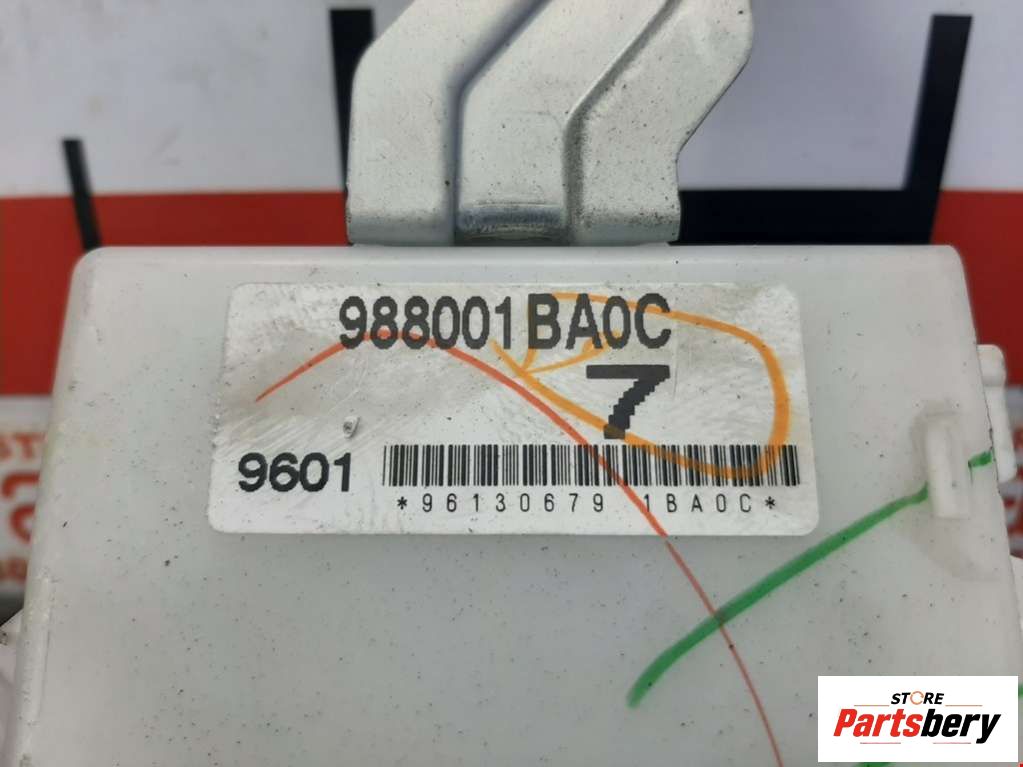 988001BA0C
7
9601
*96130679 1BA0C*
STORE
Partsbery